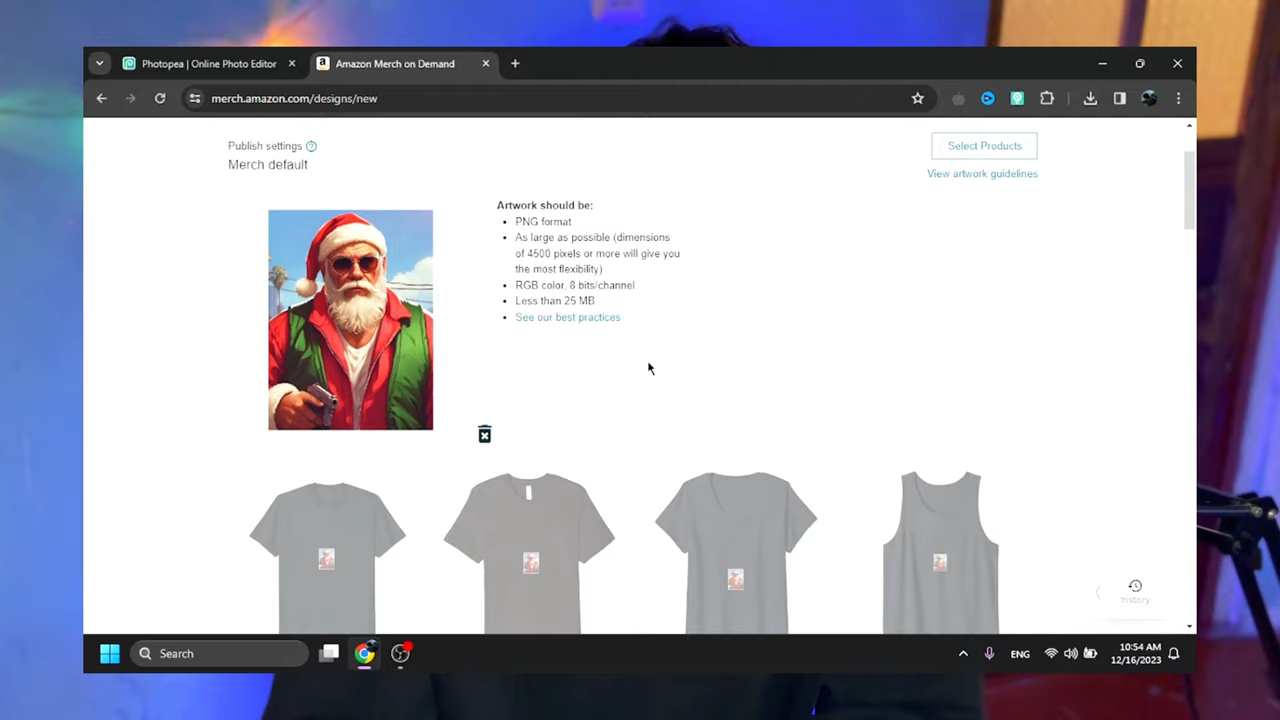 Photopea | Online Photo Editor
Amazon Merch on Demand
merch.amazon.com/designs/new
Publish settings
Merch default
Select Products
View artwork guidelines
Artwork should be:
PNG format
As large as possible (dimensions
of 4500 pixels or more will give you
the most flexibility)
RGB color, 8 bits/channel
Less than 25 MB
See our best practices
history
Search
ENG
10:54 AM
12/16/2023